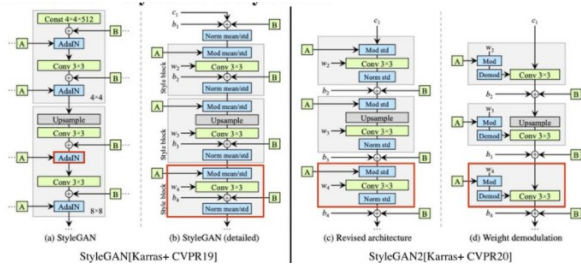 Const 4×4×512
B
A
AdaIN
Conv 3×3
B
A
AdaIN
4×4
Upsample
Conv 3×3
B
A
AdaIN
Conv 3×3
B
A
AdaIN
8×8
(a) StyleGAN
c₁
b₁
B
Norm mean/std
A
Mod mean/std
w₂
Conv 3×3
b₂
B
Norm mean/std
Style block
A
Mod mean/std
Upsample
w₃
Conv 3×3
b₃
B
Norm mean/std
Style block
A
Mod mean/std
w₄
Conv 3×3
b₄
B
Norm mean/std
Style block
(b) StyleGAN (detailed)
c₁
A
Mod std
w₂
Conv 3×3
Norm std
b₂
B
A
Mod std
Upsample
w₃
Conv 3×3
Norm std
b₃
B
A
Mod std
w₄
Conv 3×3
Norm std
b₄
B
(c) Revised architecture
c₁
w₂
A
Mod
Demod
Conv 3×3
b₂
B
Upsample
w₃
A
Mod
Demod
Conv 3×3
b₃
B
w₄
A
Mod
Demod
Conv 3×3
b₄
B
(d) Weight demodulation
StyleGAN[Karras+ CVPR19]
StyleGAN2[Karras+ CVPR20]